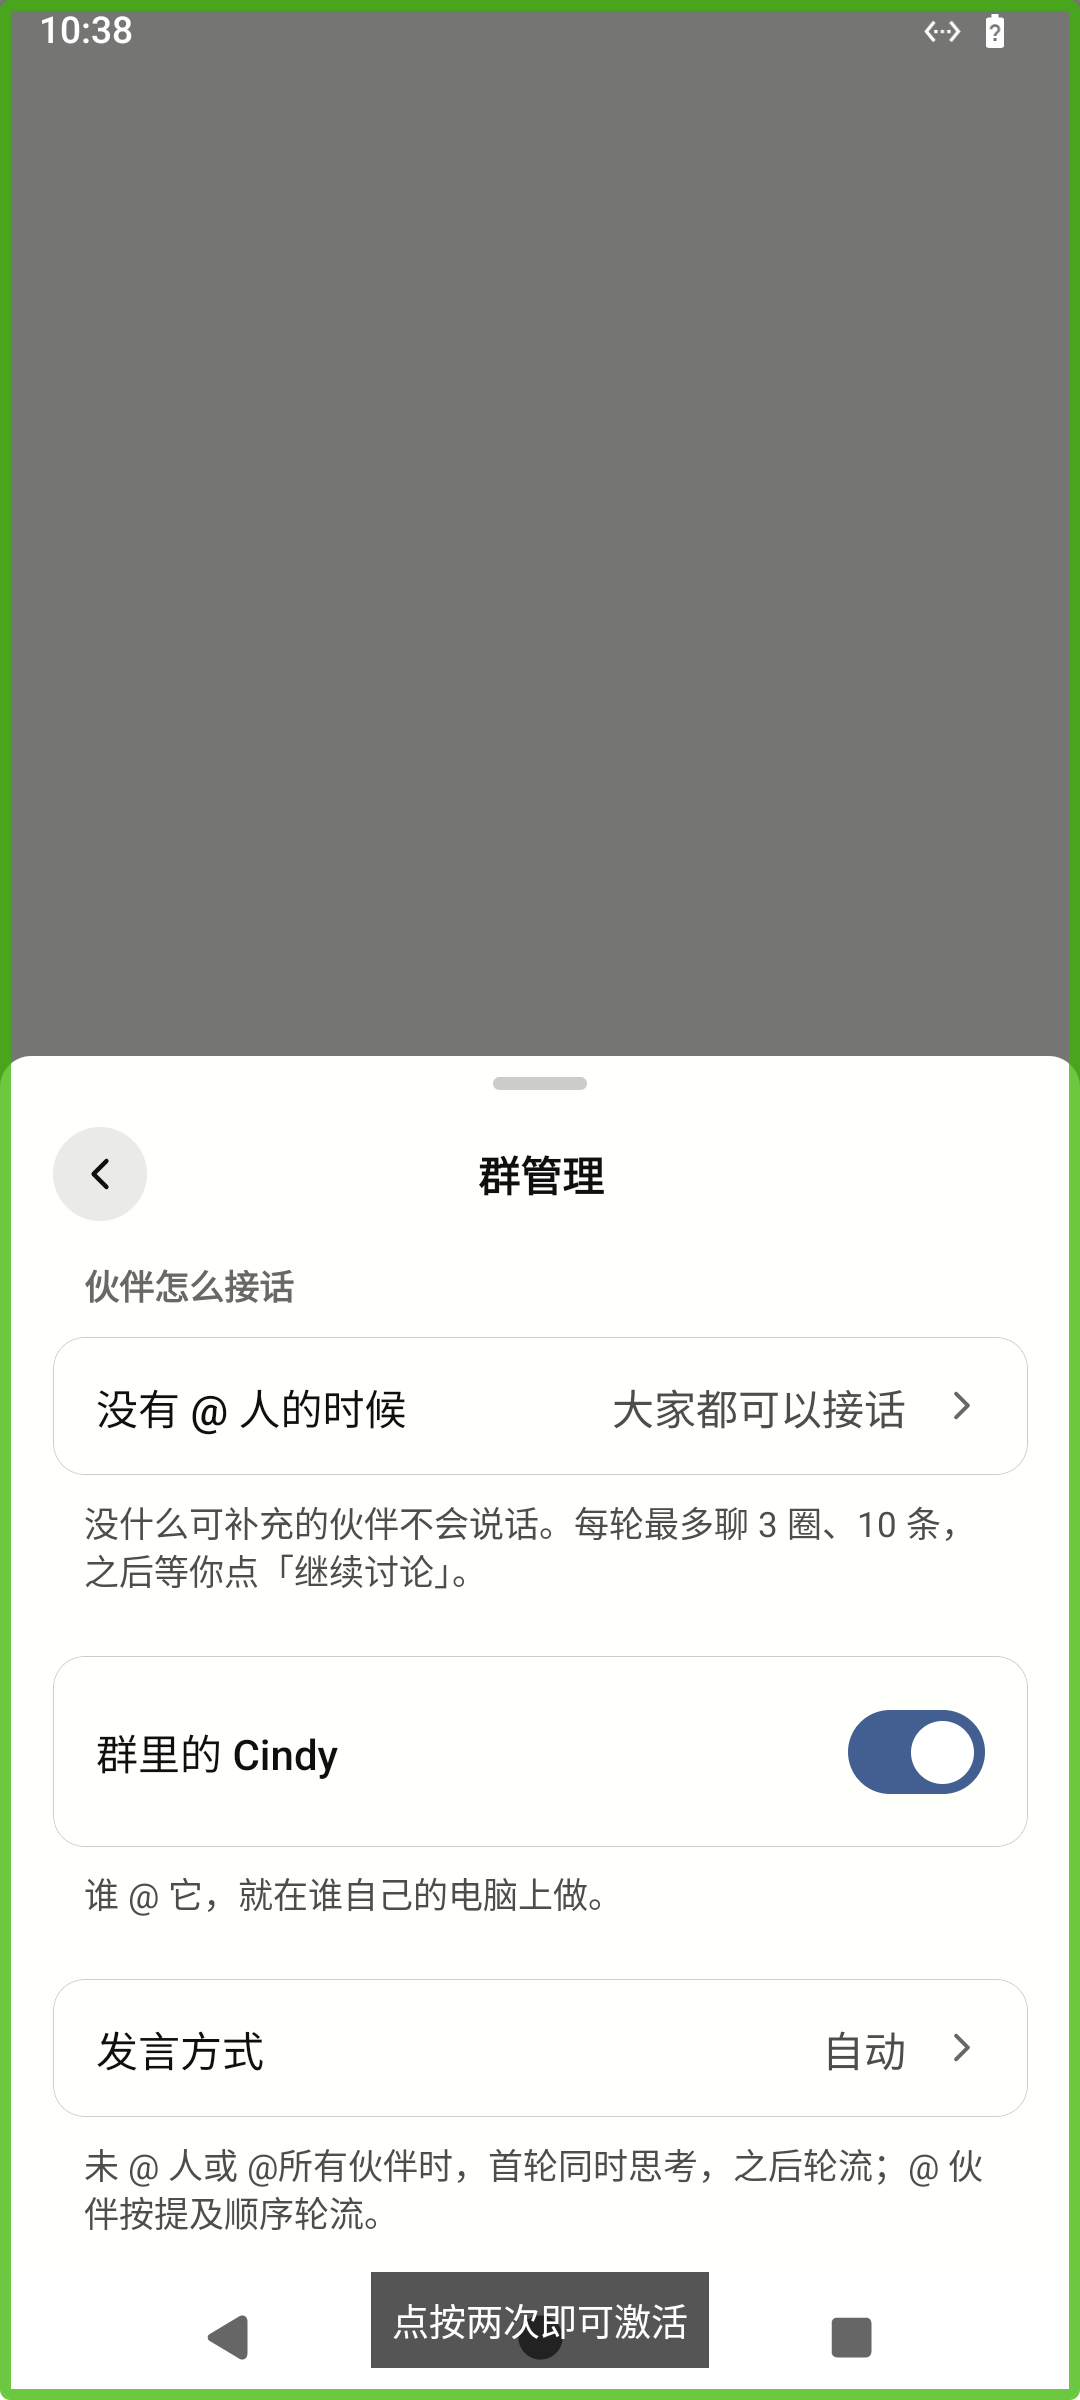 10:38
群管理
伙伴怎么接话
没有 @ 人的时候 大家都可以接话
没什么可补充的伙伴不会说话。每轮最多聊 3 圈、10 条，
之后等你点「继续讨论」。
群里的 Cindy
谁 @ 它，就在谁自己的电脑上做。
发言方式 自动
未 @ 人或 @所有伙伴时，首轮同时思考，之后轮流；@ 伙
伴按提及顺序轮流。
点按两次即可激活